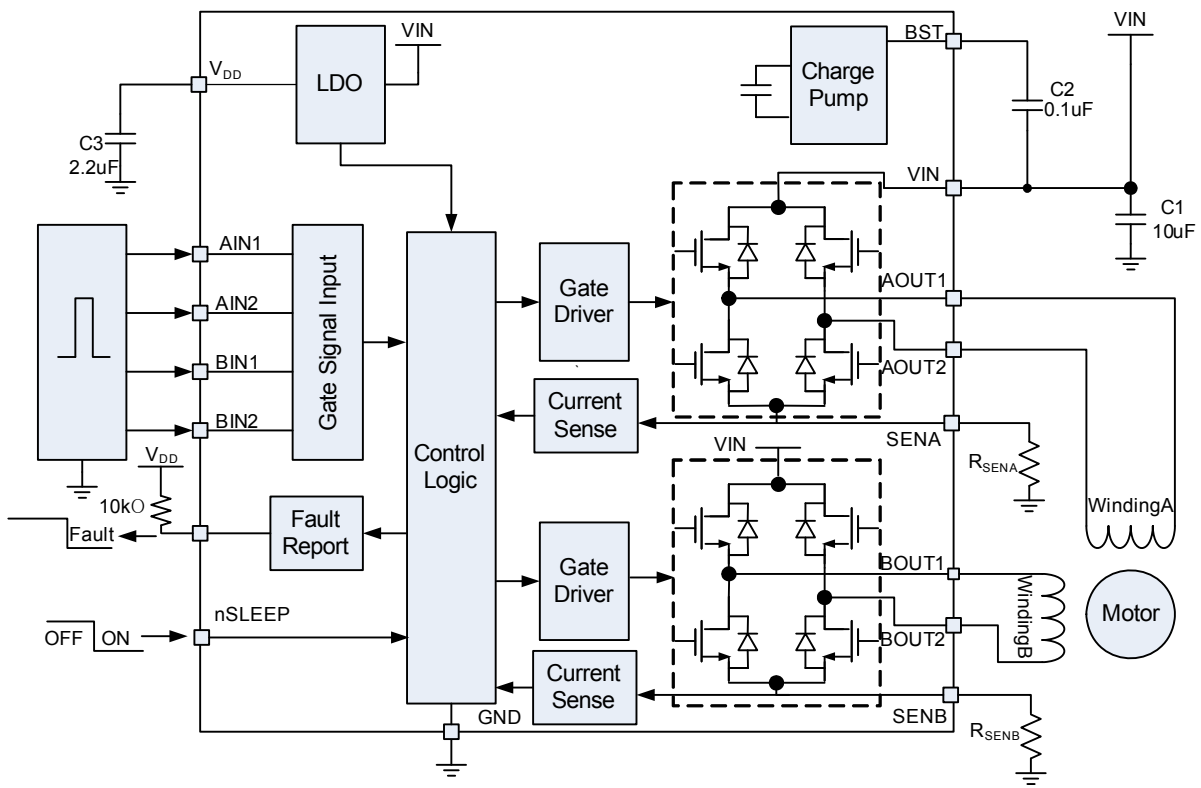 VIN
BST
VIN
LDO
Charge
Pump
VDD
C2
0.1uF
C3
2.2uF
VIN
C1
10uF
AIN1
AIN2
BIN1
BIN2
Gate Signal Input
Gate
Driver
AOUT1
AOUT2
Current
Sense
Control
Logic
SENA
VIN
RSENA
VDD
10kΩ
Fault
Fault
Report
WindingA
Gate
Driver
BOUT1
BOUT2
WindingB
Motor
nSLEEP
OFF
ON
Current
Sense
GND
SENB
RSENB